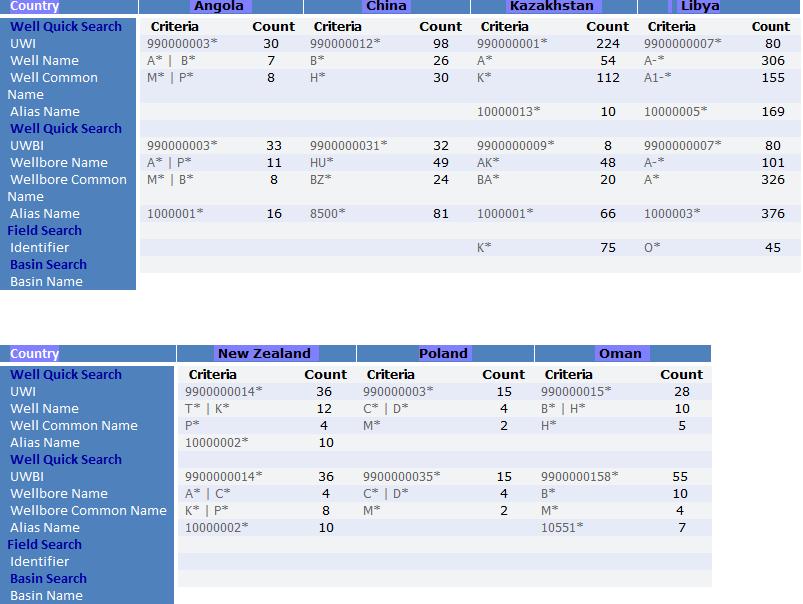 Country Angola China Kazakhstan Libya
Well Quick Search Criteria Count Criteria Count Criteria Count Criteria Count
UWI 990000003* 30 990000012* 98 990000001* 224 9900000007* 80
Well Name A* | B* 7 B* 26 A* 54 A-* 306
Well Common M* | P* 8 H* 30 K* 112 A1-* 155
Name
Alias Name 10000013* 10 10000005* 169
Well Quick Search
UWBI 990000003* 33 9900000031* 32 9900000009* 8 9900000007* 80
Wellbore Name A* | P* 11 HU* 49 AK* 48 A-* 101
Wellbore Common M* | B* 8 BZ* 24 BA* 20 A* 326
Name
Alias Name 1000001* 16 8500* 81 1000001* 66 1000003* 376
Field Search
Identifier K* 75 O* 45
Basin Search
Basin Name
Country New Zealand Poland Oman
Well Quick Search Criteria Count Criteria Count Criteria Count
UWI 9900000014* 36 990000003* 15 990000015* 28
Well Name T* | K* 12 C* | D* 4 B* | H* 10
Well Common Name P* 4 M* 2 H* 5
Alias Name 10000002* 10
Well Quick Search
UWBI 9900000014* 36 9900000035* 15 9900000158* 55
Wellbore Name A* | C* 4 C* | D* 4 B* 10
Wellbore Common Name K* | P* 8 M* 2 M* 4
Alias Name 10000002* 10 10551* 7
Field Search
Identifier
Basin Search
Basin Name